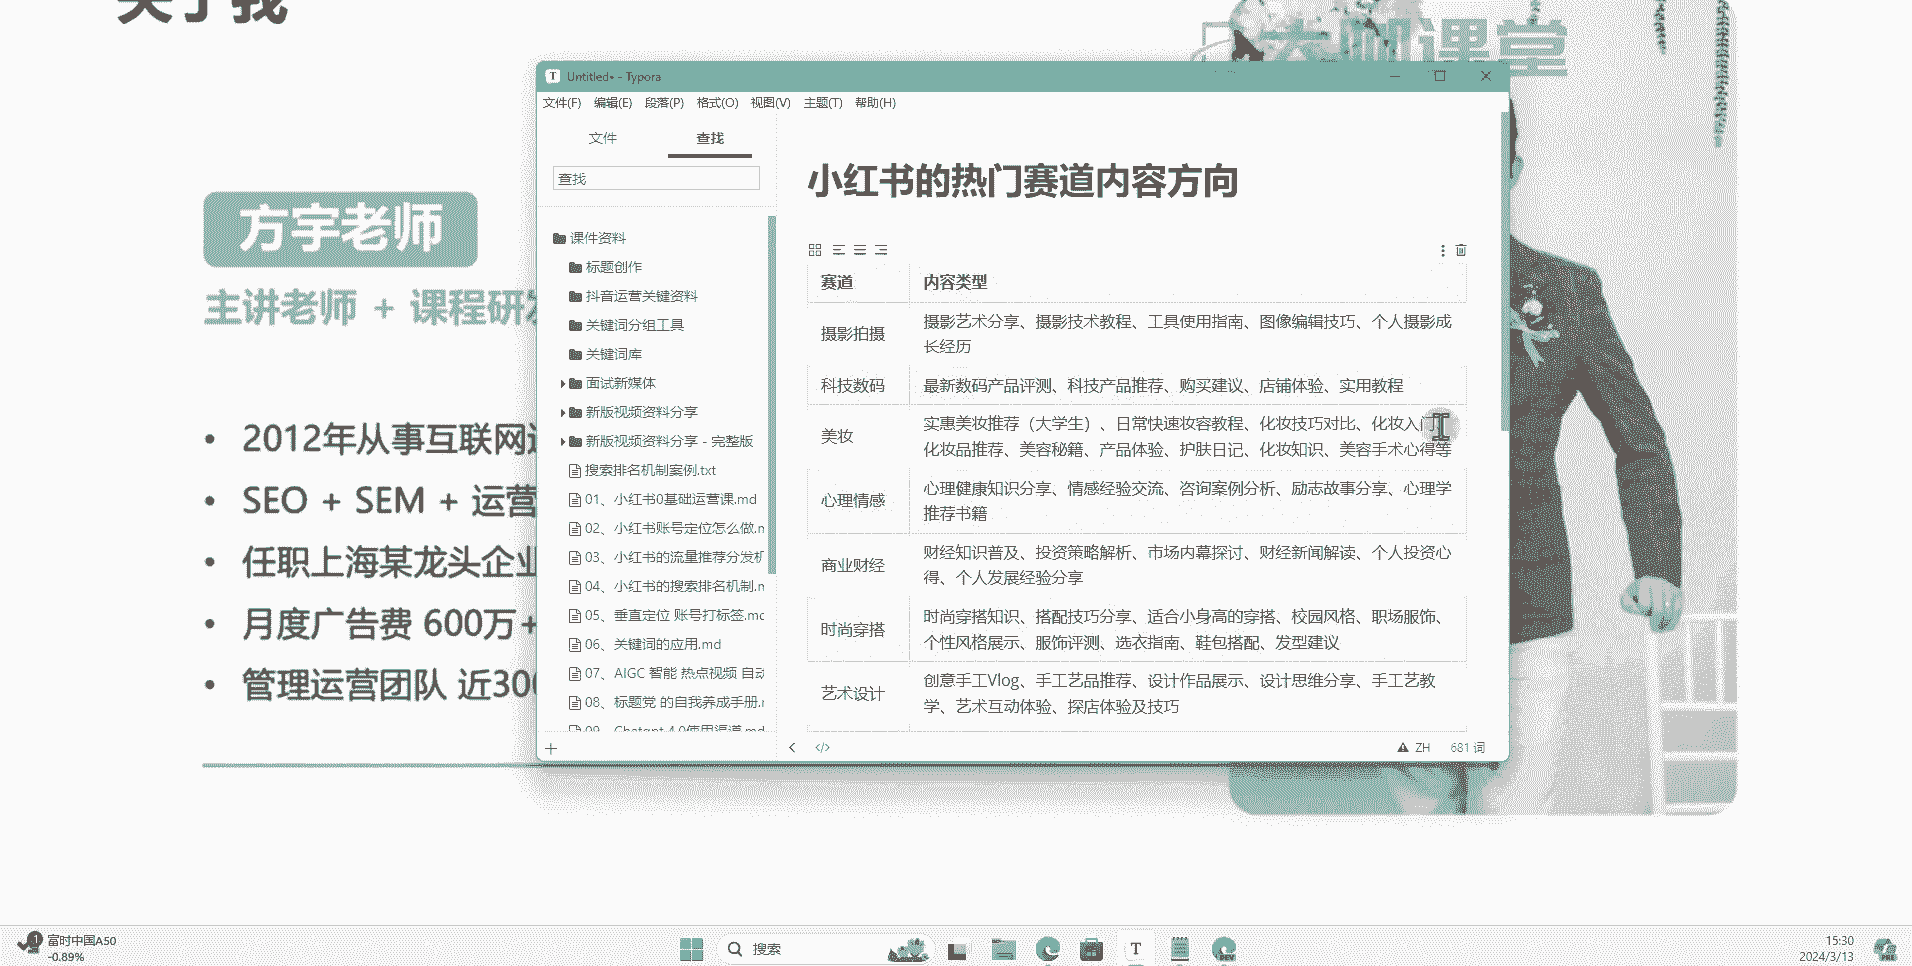 关于我
大咖课堂
方宇老师
主讲老师 + 课程研发
• 2012年从事互联网
• SEO + SEM + 运营
• 任职上海某龙头企业
• 月度广告费 600万+
• 管理运营团队 近300
T Untitled• - Typora
文件(F) 编辑(E) 段落(P) 格式(O) 视图(V) 主题(T) 帮助(H)
文件 查找
查找
课件资料
标题创作
抖音运营关键资料
关键词分组工具
关键词库
面试新媒体
新版视频资料分享
新版视频资料分享 - 完整版
搜索排名机制案例.txt
01、小红书0基础运营课.md
02、小红书账号定位怎么做.m
03、小红书的流量推荐分发机
04、小红书的搜索排名机制.m
05、垂直定位 账号打标签.md
06、关键词的应用.md
07、AIGC 智能 热点视频 自动
08、标题党 的自我养成手册.m
09、Chatgpt 4.0使用渠道.md
小红书的热门赛道内容方向
赛道 内容类型
摄影拍摄 摄影艺术分享、摄影技术教程、工具使用指南、图像编辑技巧、个人摄影成
长经历
科技数码 最新数码产品评测、科技产品推荐、购买建议、店铺体验、实用教程
美妆 实惠美妆推荐（大学生）、日常快速妆容教程、化妆技巧对比、化妆入门、
化妆品推荐、美容秘籍、产品体验、护肤日记、化妆知识、美容手术心得等
心理情感 心理健康知识分享、情感经验交流、咨询案例分析、励志故事分享、心理学
推荐书籍
商业财经 财经知识普及、投资策略解析、市场内幕探讨、财经新闻解读、个人投资心
得、个人发展经验分享
时尚穿搭 时尚穿搭知识、搭配技巧分享、适合小身高的穿搭、校园风格、职场服饰、
个性风格展示、服饰评测、选衣指南、鞋包搭配、发型建议
艺术设计 创意手工Vlog、手工艺品推荐、设计作品展示、设计思维分享、手工艺教
学、艺术互动体验、探店体验及技巧
ZH 681 词
1 富时中国A50
-0.89%
搜索
T
DEV
15:30
2024/3/13
PRE